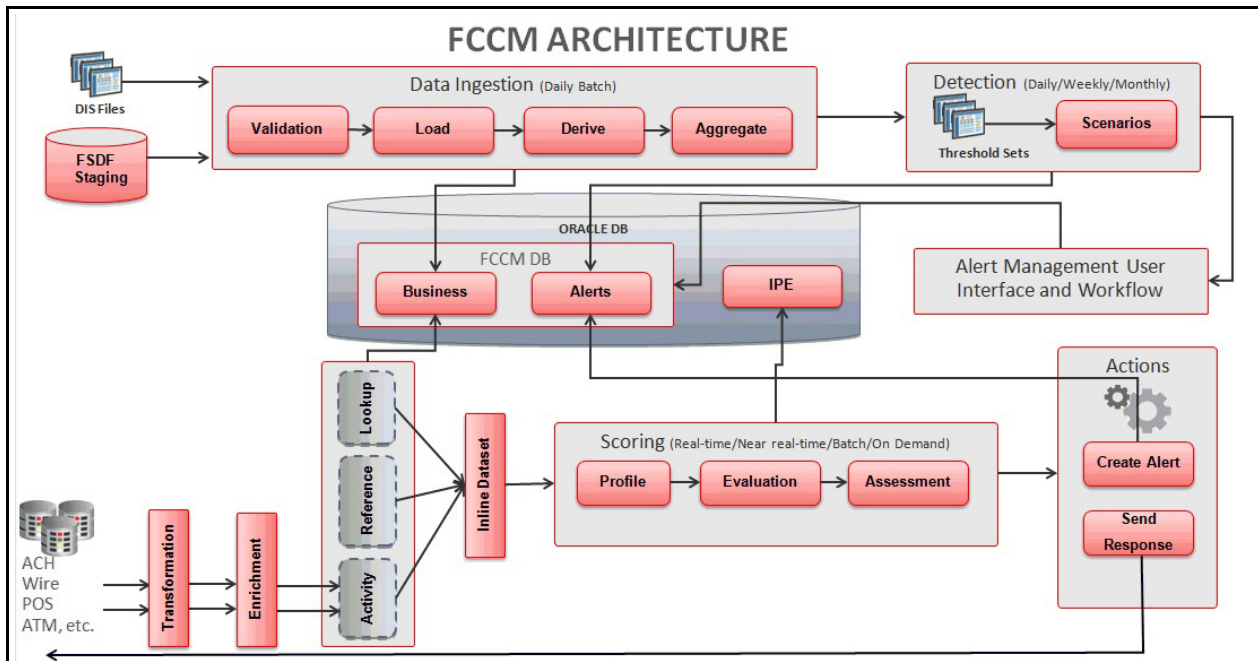 FCCM ARCHITECTURE
DIS Files
FSDF
Staging
Data Ingestion (Daily Batch)
Validation
Load
Derive
Aggregate
Detection (Daily/Weekly/Monthly)
Threshold Sets
Scenarios
ORACLE DB
FCCM DB
Business
Alerts
IPE
Alert Management User
Interface and Workflow
Lookup
Reference
Activity
Inline Dataset
Scoring (Real-time/Near real-time/Batch/On Demand)
Profile
Evaluation
Assessment
Actions
Create Alert
Send
Response
ACH
Wire
POS
ATM, etc.
Transformation
Enrichment